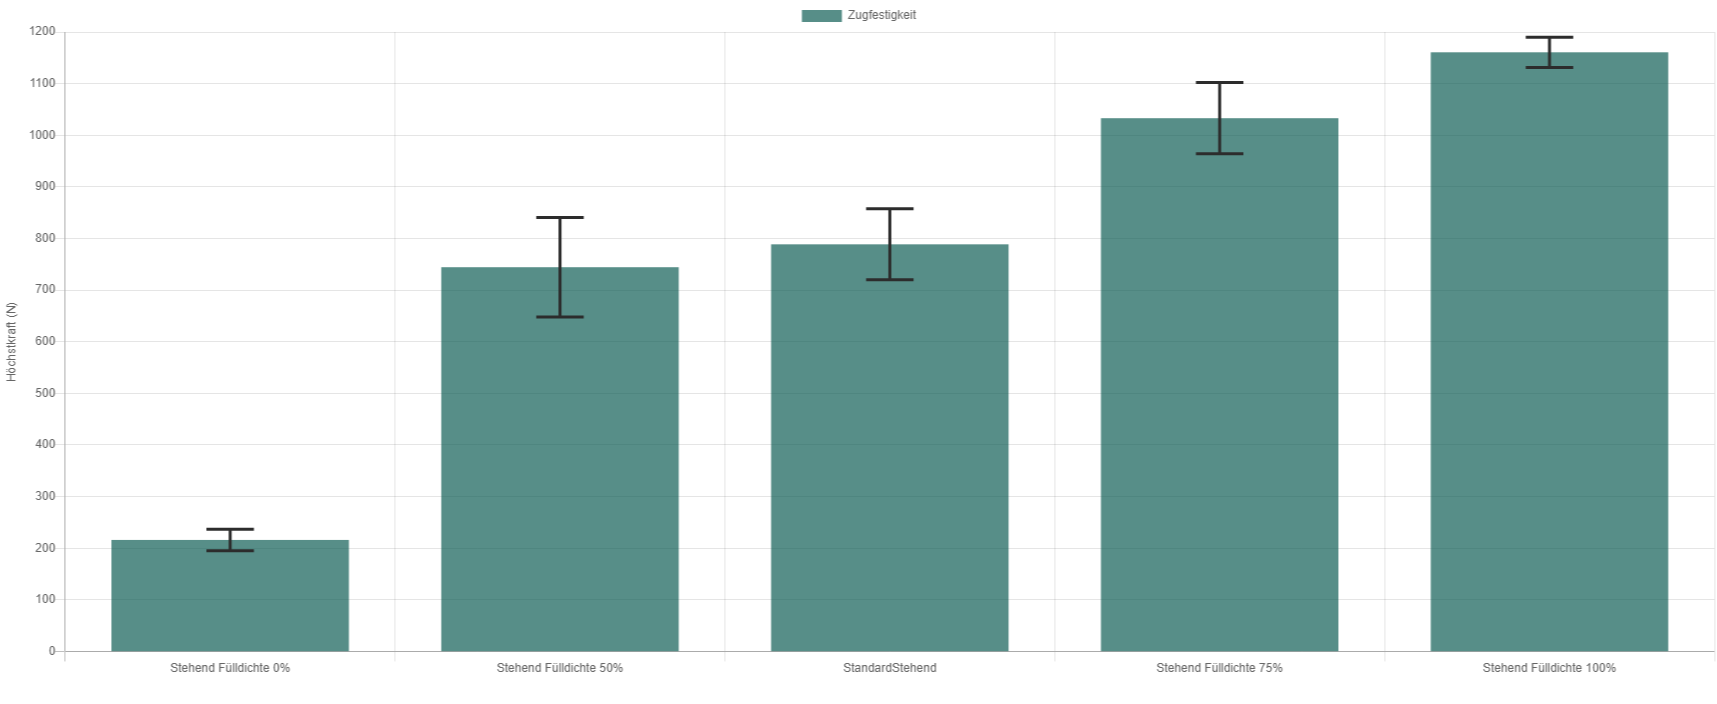 Zugfestigkeit
1200
1100
1000
900
800
700
600
500
400
300
200
100
0
Höchstkraft (N)
Stehend Fülldichte 0%
Stehend Fülldichte 50%
StandardStehend
Stehend Fülldichte 75%
Stehend Fülldichte 100%